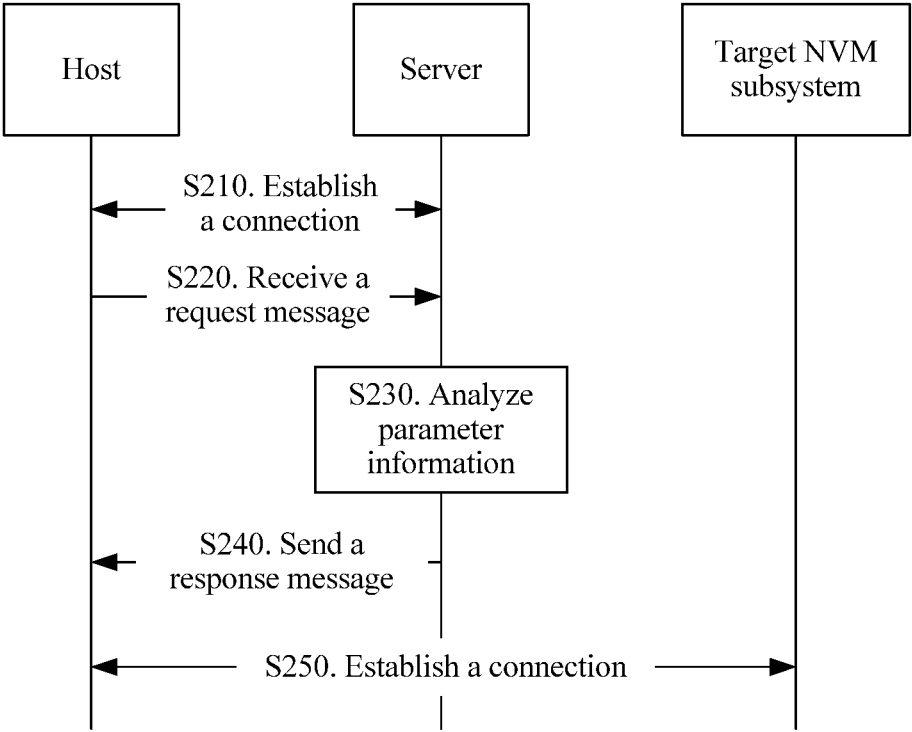 Host
Server
Target NVM
subsystem
S210. Establish
a connection
S220. Receive a
request message
S230. Analyze
parameter
information
S240. Send a
response message
S250. Establish a connection